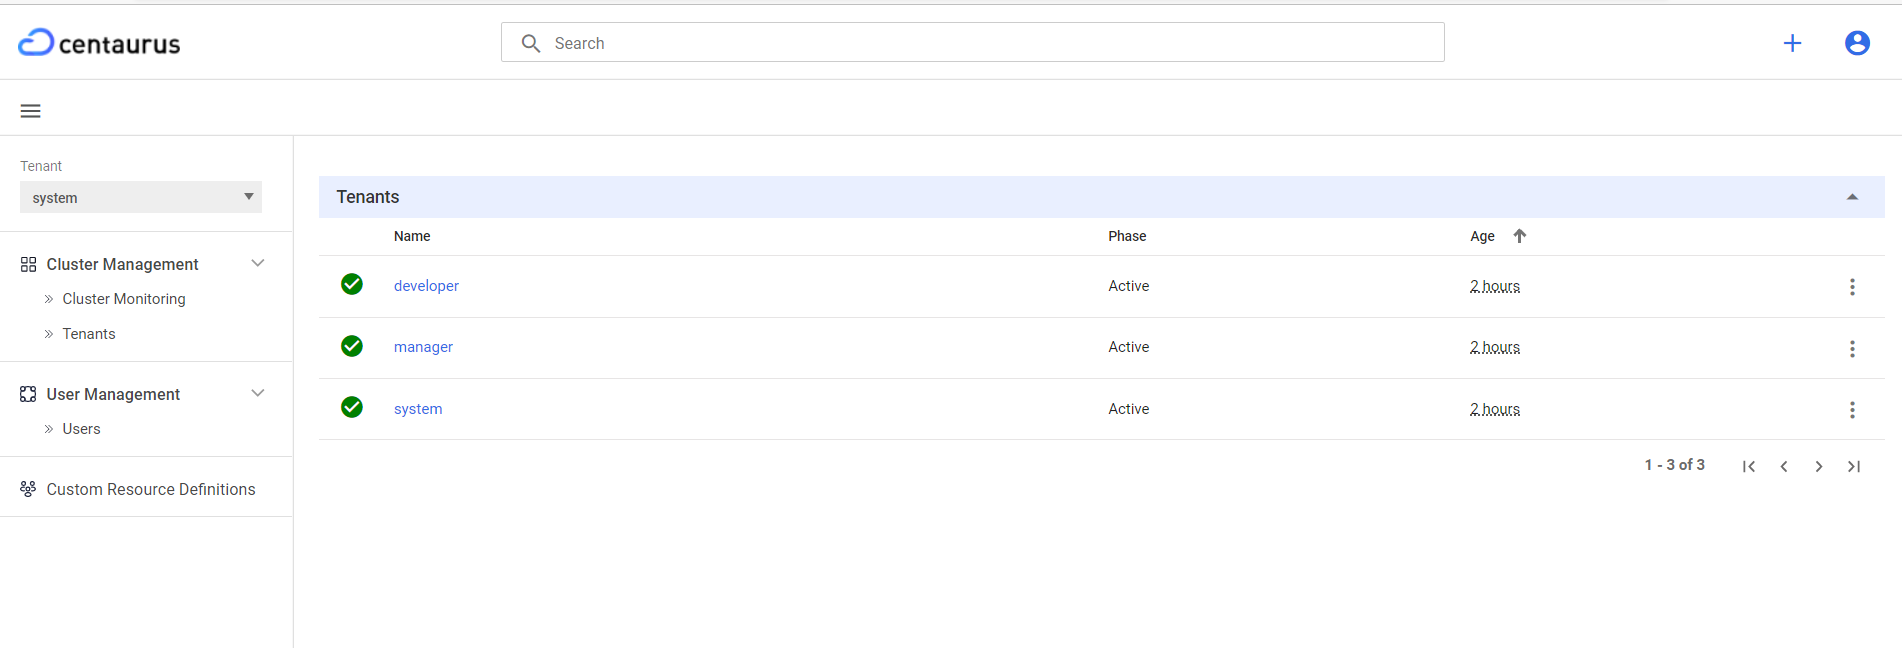 centaurus
Search
Tenant
system
Cluster Management
Cluster Monitoring
Tenants
User Management
Users
Custom Resource Definitions
Tenants
Name Phase Age
developer Active 2 hours
manager Active 2 hours
system Active 2 hours
1 - 3 of 3